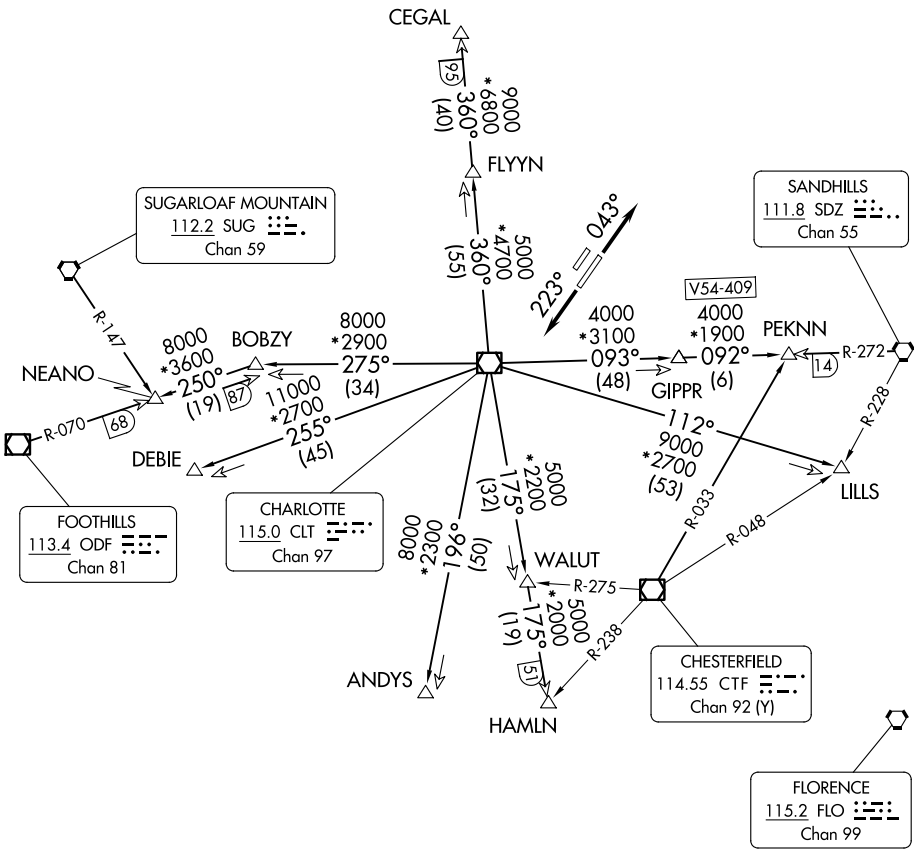 CEGAL
95
360°
(40)
9000
*6800
FLYYN
360°
(55)
5000
*4700
SUGARLOAF MOUNTAIN
112.2 SUG
Chan 59
SANDHILLS
111.8 SDZ
Chan 55
043°
223°
V54-409
R-147
8000
*3600
250°
(19)
BOBZY
87
8000
*2900
275°
(34)
4000
*3100
093°
(48)
GIPPR
4000
*1900
092°
(6)
PEKNN
14
R-272
R-228
NEANO
R-070
68
11000
*2700
255°
(45)
DEBIE
112°
9000
*2700
(53)
LILLS
FOOTHILLS
113.4 ODF
Chan 81
CHARLOTTE
115.0 CLT
Chan 97
5000
*2200
175°
(32)
8000
*2300
196°
(50)
R-033
R-048
WALUT
R-275
5000
*2000
175°
(19)
51
R-238
ANDYS
HAMLN
CHESTERFIELD
114.55 CTF
Chan 92 (Y)
FLORENCE
115.2 FLO
Chan 99